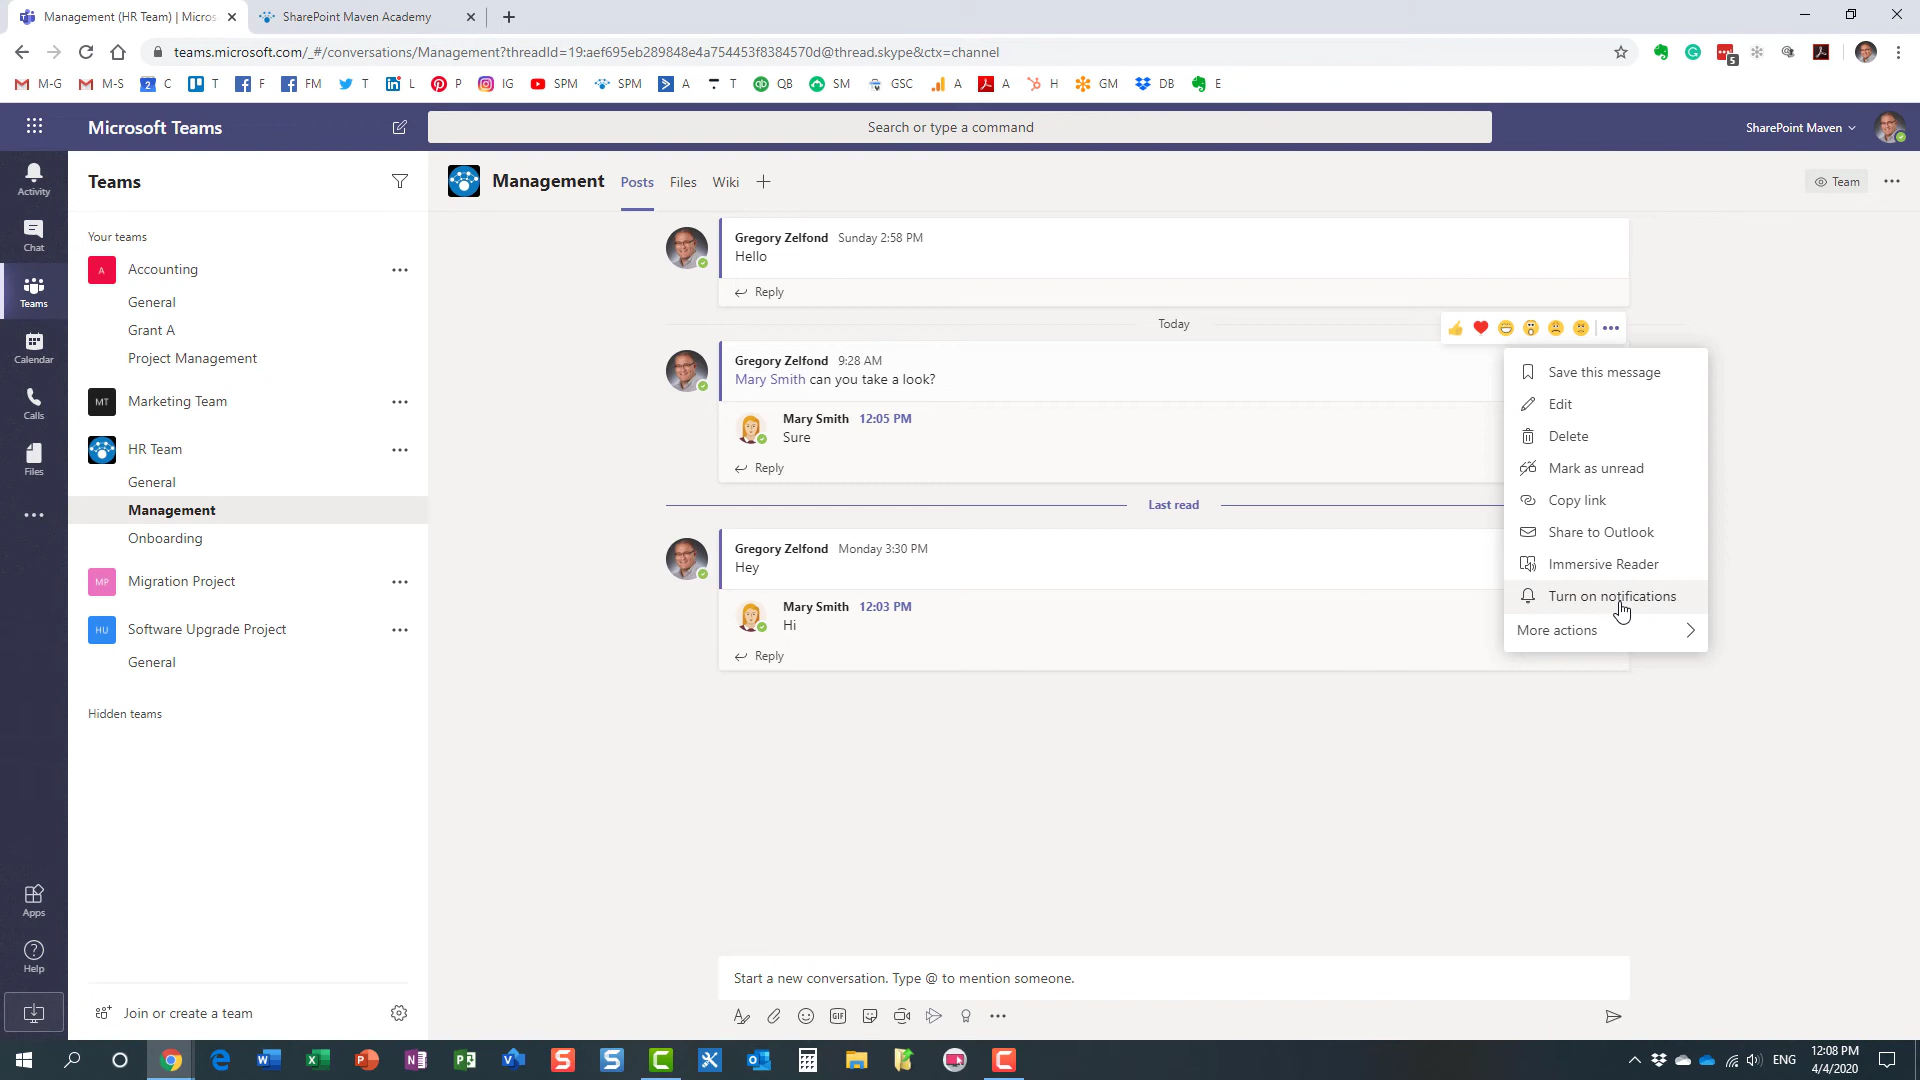 Management (HR Team) | Micros
SharePoint Maven Academy
teams.microsoft.com/_#/conversations/Management?threadId=19:aef695eb289848e4a754453f8384570d@thread.skype&ctx=channel
5
M-G M-S 2 C T F FM T L P IG SPM SPM A T QB SM GSC A A H GM DB E
Microsoft Teams
Search or type a command
SharePoint Maven
Activity
Chat
Teams
Calendar
Calls
Files
Apps
Help
Teams
Your teams
A Accounting
General
Grant A
Project Management
MT Marketing Team
HR Team
General
Management
Onboarding
MP Migration Project
HU Software Upgrade Project
General
Hidden teams
Join or create a team
Management Posts Files Wiki
Team
Gregory Zelfond Sunday 2:58 PM
Hello
Reply
Today
Gregory Zelfond 9:28 AM
Mary Smith can you take a look?
Mary Smith 12:05 PM
Sure
Reply
Last read
Gregory Zelfond Monday 3:30 PM
Hey
Mary Smith 12:03 PM
Hi
Reply
Save this message
Edit
Delete
Mark as unread
Copy link
Share to Outlook
Immersive Reader
Turn on notifications
More actions
Start a new conversation. Type @ to mention someone.
GIF
ENG
12:08 PM
4/4/2020